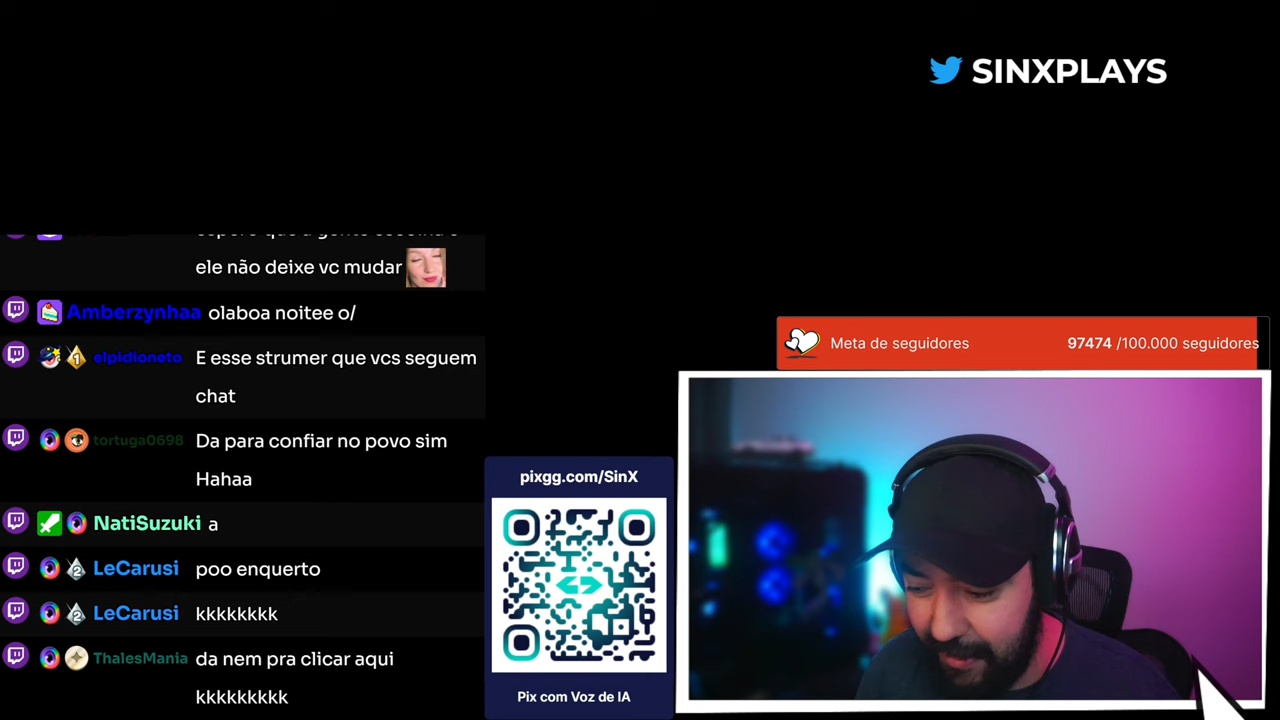 SINXPLAYS
ele não deixe vc mudar
Amberzynhaa olaboa noitee o/
elpidioneto E esse strumer que vcs seguem
chat
tortuga0698 Da para confiar no povo sim
Hahaa
NatiSuzuki a
LeCarusi poo enquerto
LeCarusi kkkkkkkk
ThalesMania da nem pra clicar aqui
kkkkkkkkk
Meta de seguidores 97474 /100.000 seguidores
pixgg.com/SinX
Pix com Voz de IA